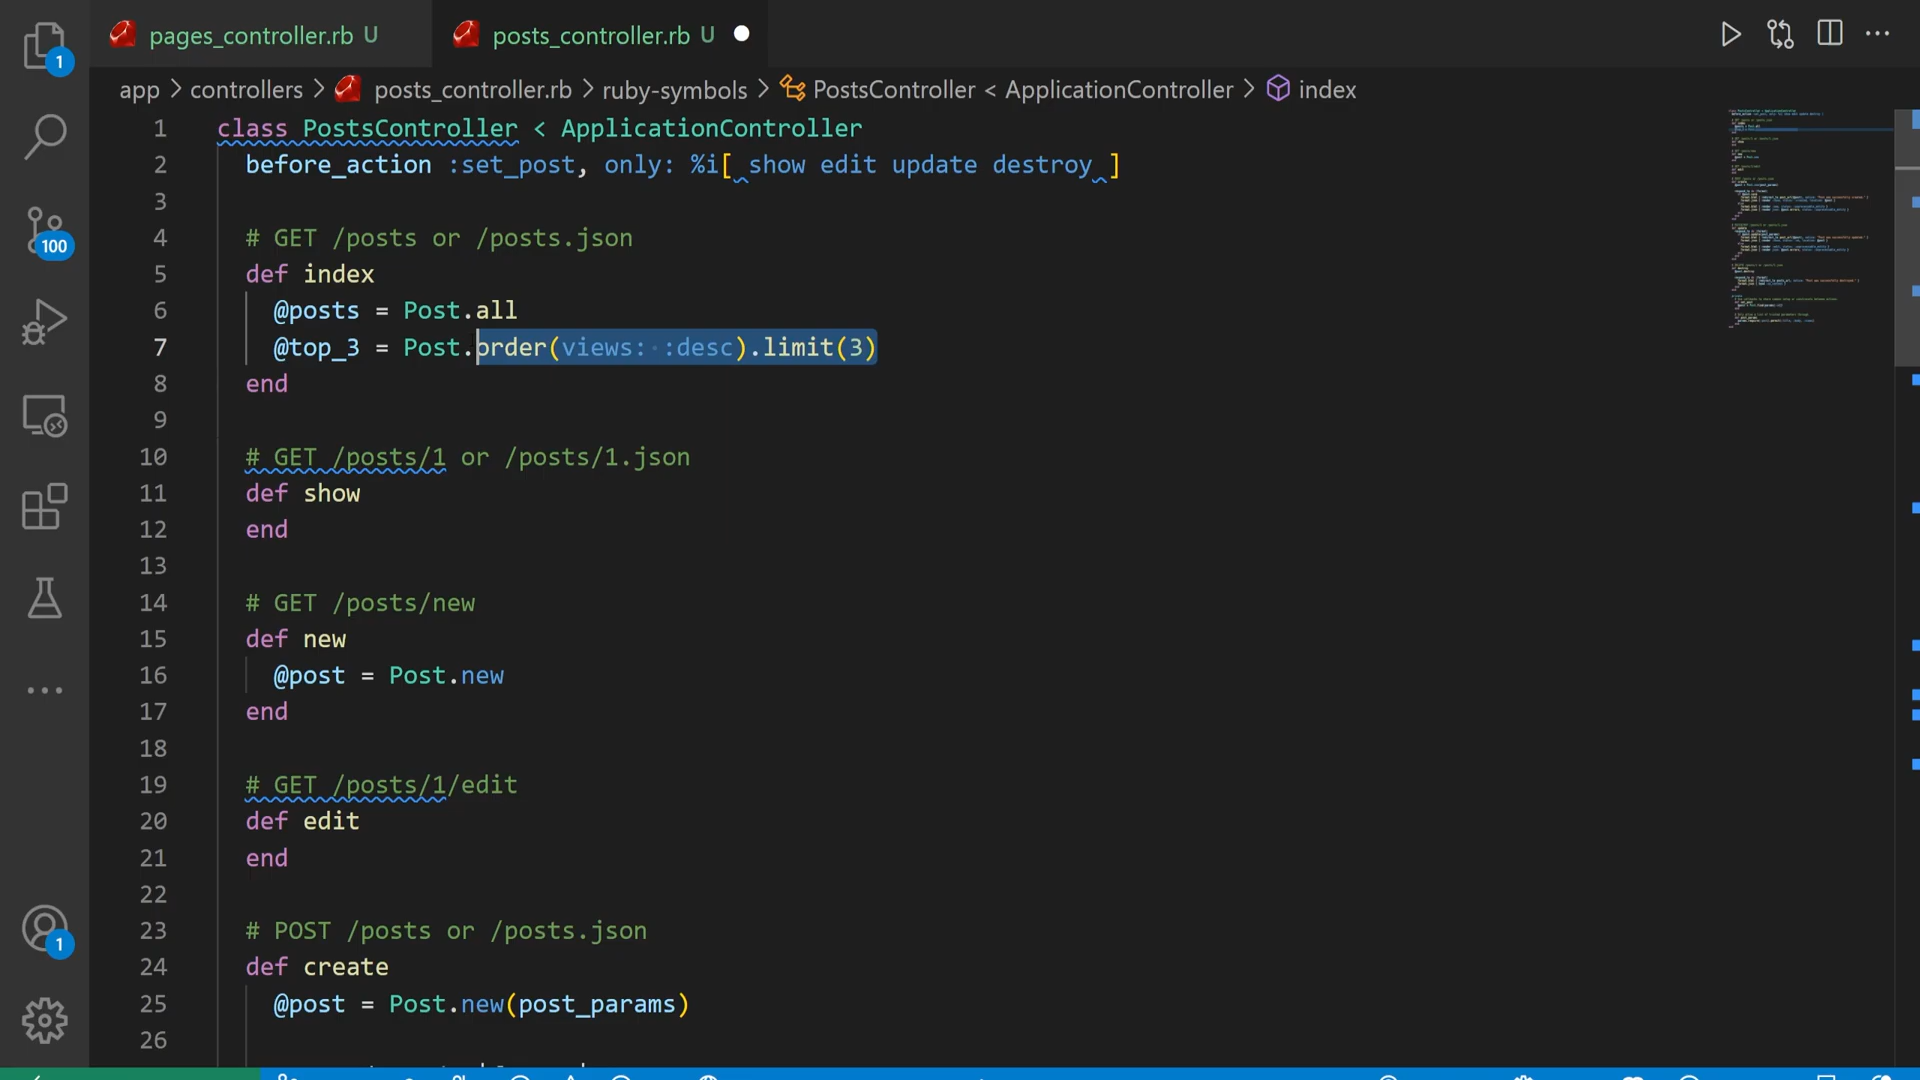 pages_controller.rb U posts_controller.rb U
1
app > controllers > posts_controller.rb > ruby-symbols > PostsController < ApplicationController > index
1 class PostsController < ApplicationController
2 before_action :set_post, only: %i[ show edit update destroy ]
3
4 # GET /posts or /posts.json
5 def index
100
6 @posts = Post.all
7 @top_3 = Post.order(views: :desc).limit(3)
8 end
9
10 # GET /posts/1 or /posts/1.json
11 def show
12 end
13
14 # GET /posts/new
15 def new
16 @post = Post.new
17 end
18
19 # GET /posts/1/edit
20 def edit
21 end
22
23 # POST /posts or /posts.json
1
24 def create
25 @post = Post.new(post_params)
26